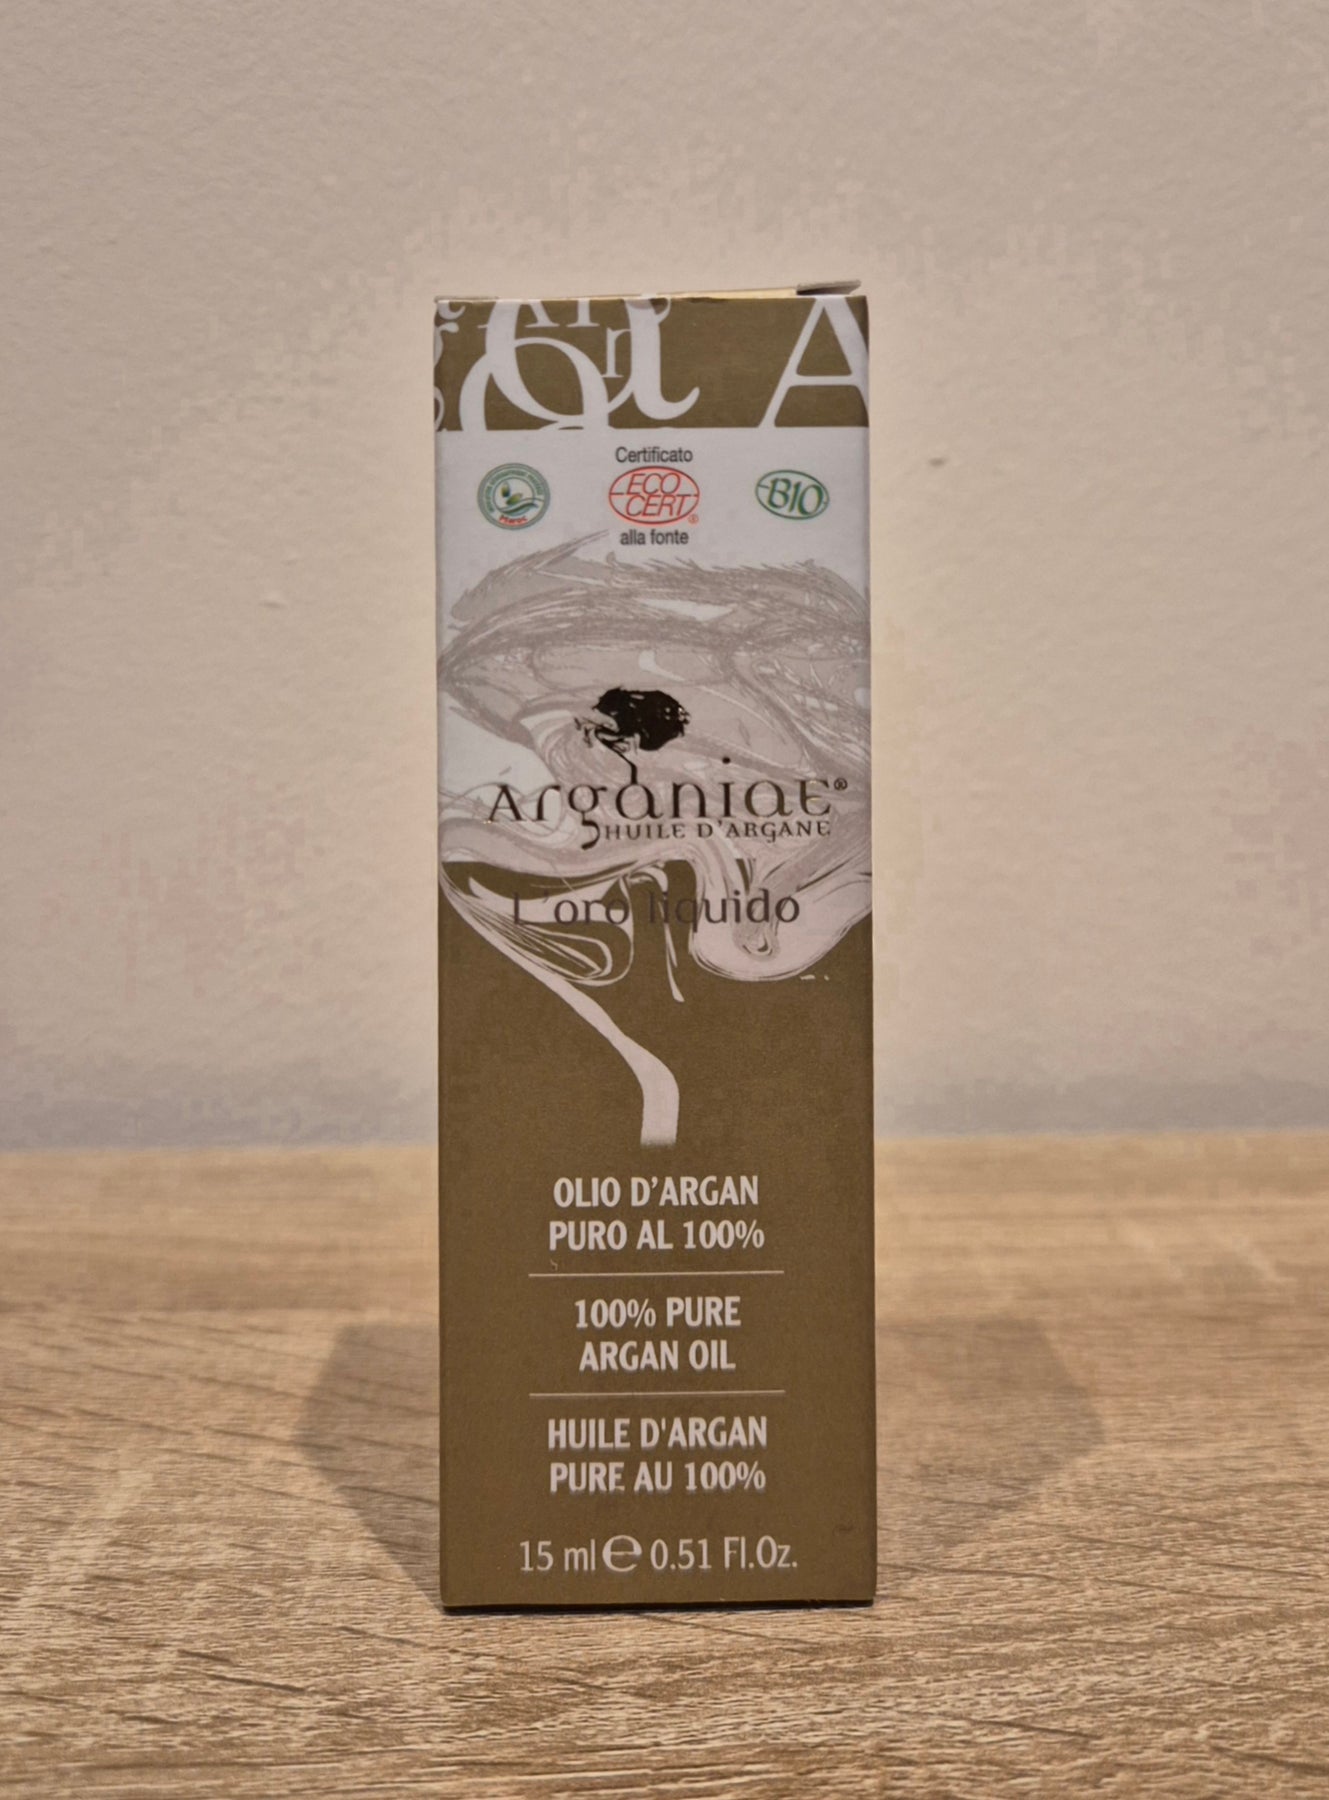 A
Certificato
ECO
CERT®
BIO
Maroc
alla fonte
Arganiae®
HUILE D'ARGANE
L'oro liquido
OLIO D'ARGAN
PURO AL 100%
100% PURE
ARGAN OIL
HUILE D'ARGAN
PURE AU 100%
15 ml e 0.51 Fl.Oz.